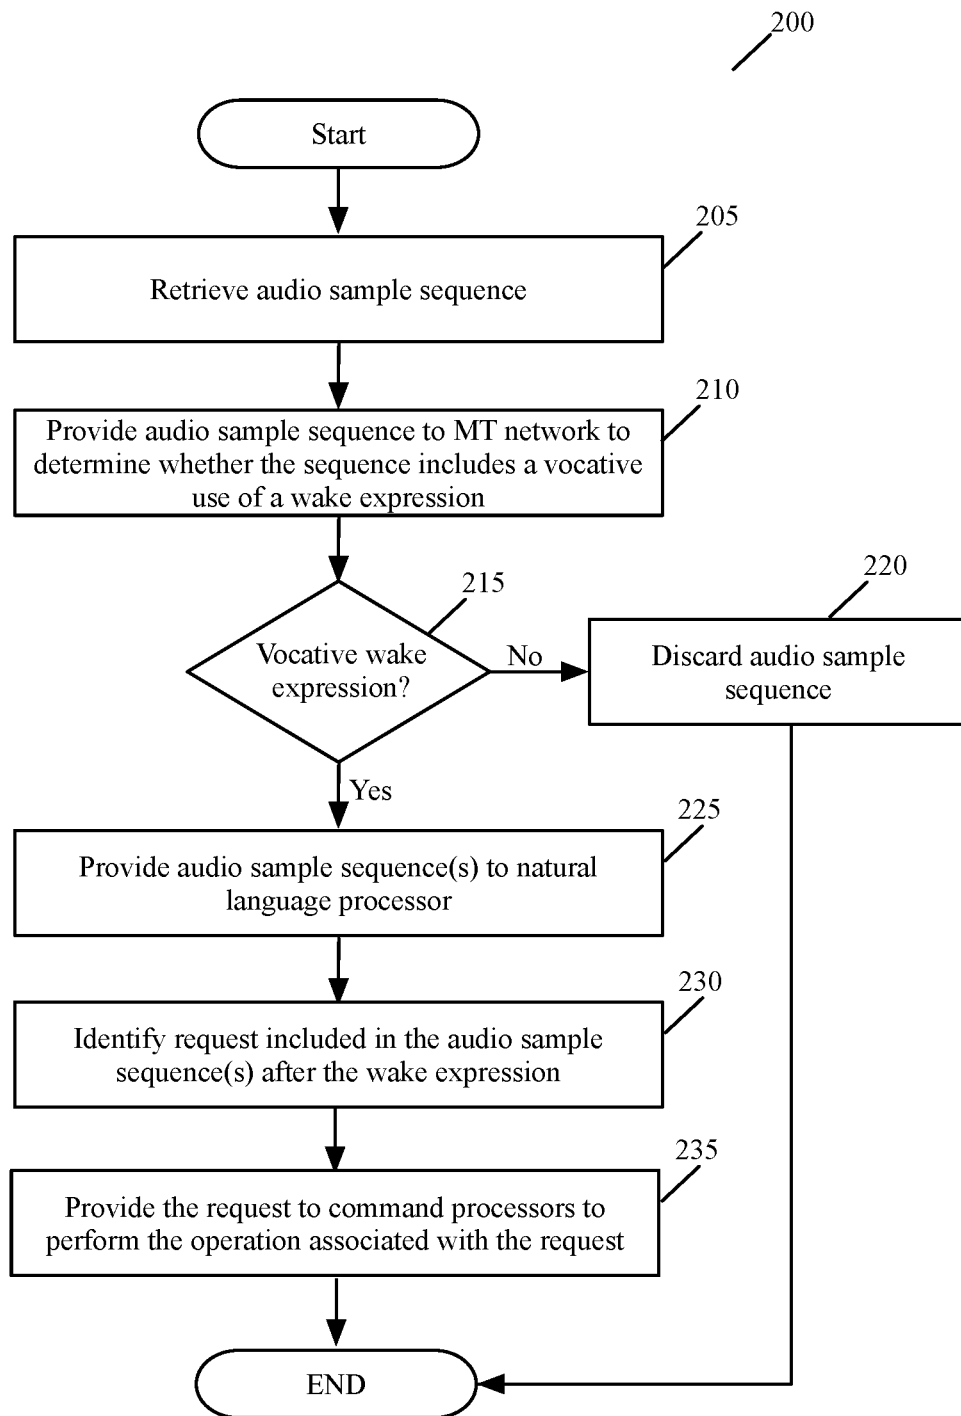 200
Start
205
Retrieve audio sample sequence
210
Provide audio sample sequence to MT network to
determine whether the sequence includes a vocative
use of a wake expression
215
Vocative wake
expression?
No
220
Discard audio sample
sequence
Yes
225
Provide audio sample sequence(s) to natural
language processor
230
Identify request included in the audio sample
sequence(s) after the wake expression
235
Provide the request to command processors to
perform the operation associated with the request
END